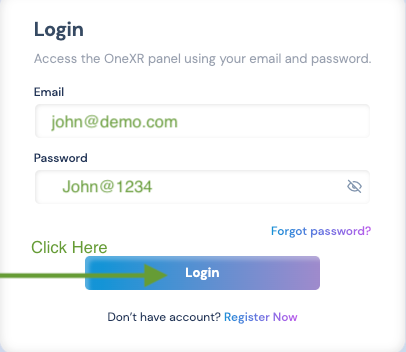 Login
Access the OneXR panel using your email and password.
Email
john@demo.com
Password
John@1234
Forgot password?
Click Here
Login
Don't have account? Register Now